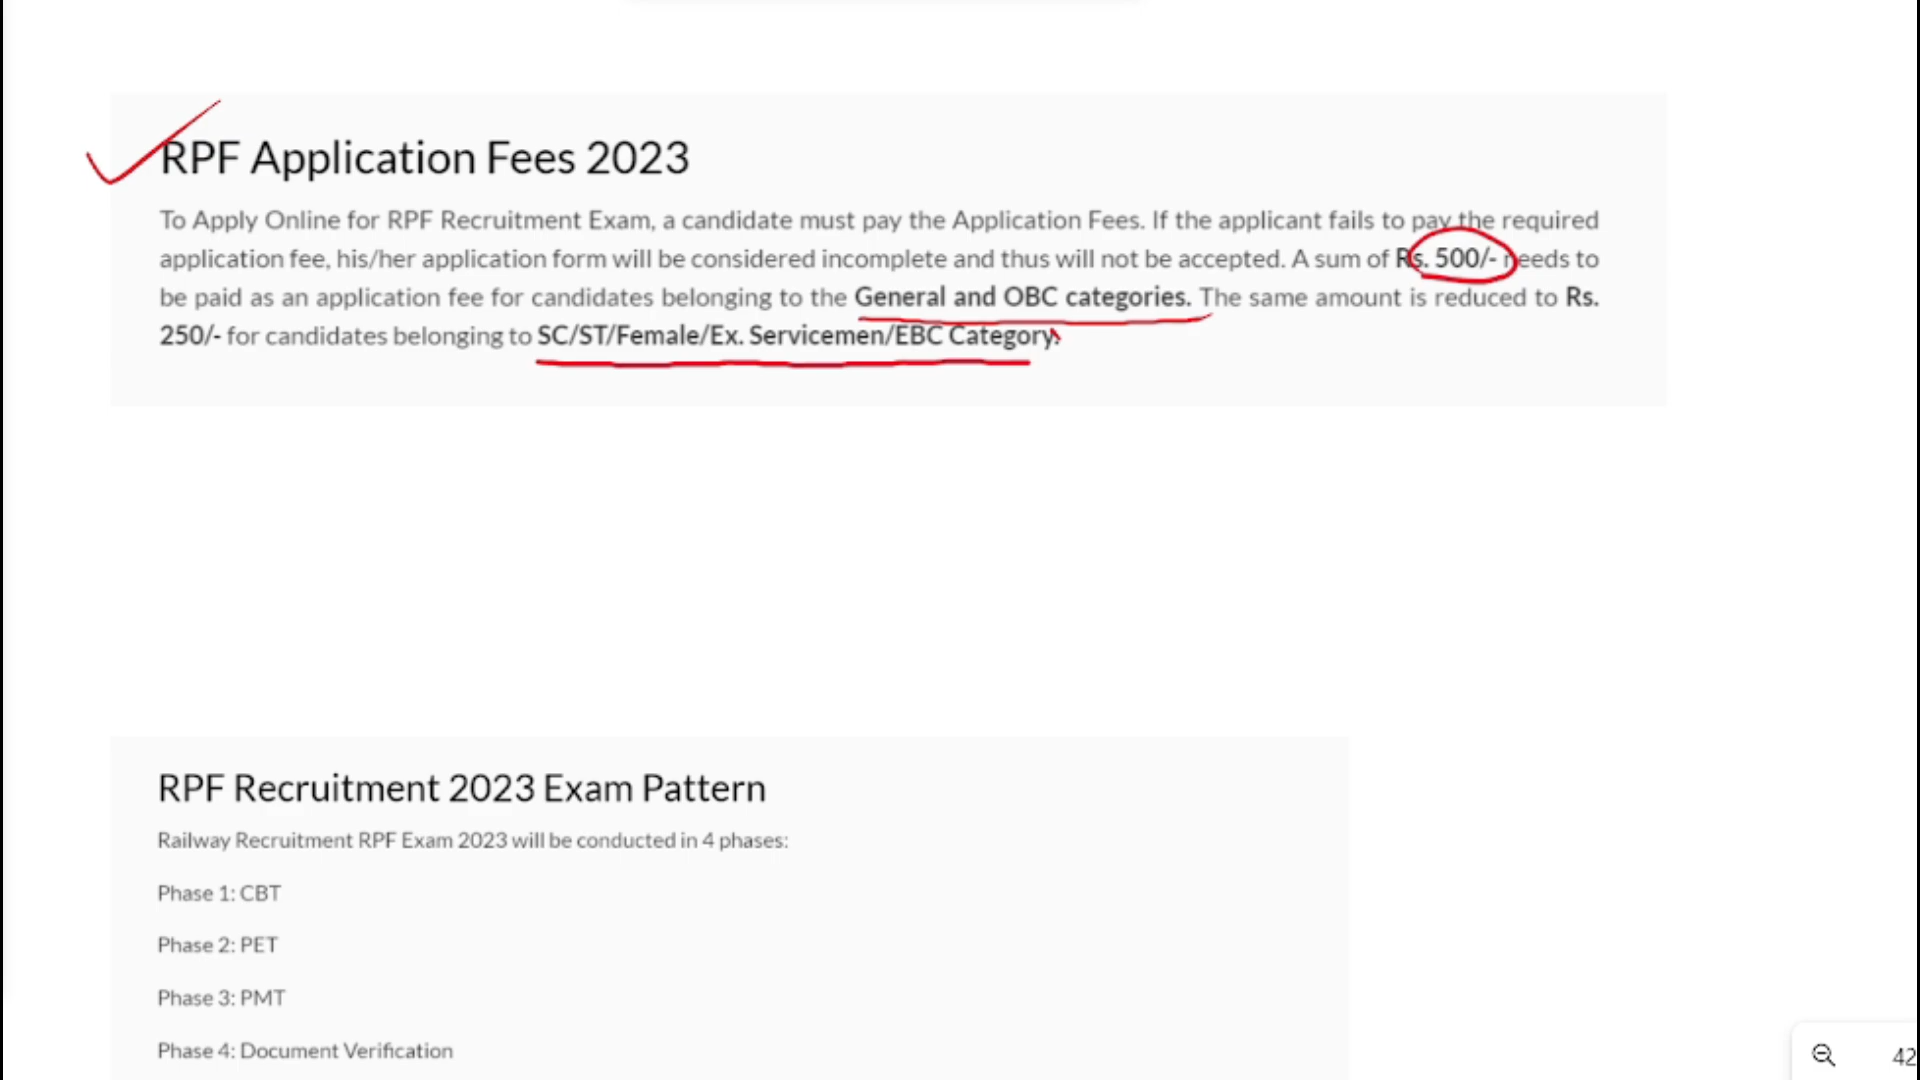 RPF Application Fees 2023
To Apply Online for RPF Recruitment Exam, a candidate must pay the Application Fees. If the applicant fails to pay the required
application fee, his/her application form will be considered incomplete and thus will not be accepted. A sum of Rs. 500/- needs to
be paid as an application fee for candidates belonging to the General and OBC categories. The same amount is reduced to Rs.
250/- for candidates belonging to SC/ST/Female/Ex. Servicemen/EBC Category.
RPF Recruitment 2023 Exam Pattern
Railway Recruitment RPF Exam 2023 will be conducted in 4 phases:
Phase 1: CBT
Phase 2: PET
Phase 3: PMT
Phase 4: Document Verification
42